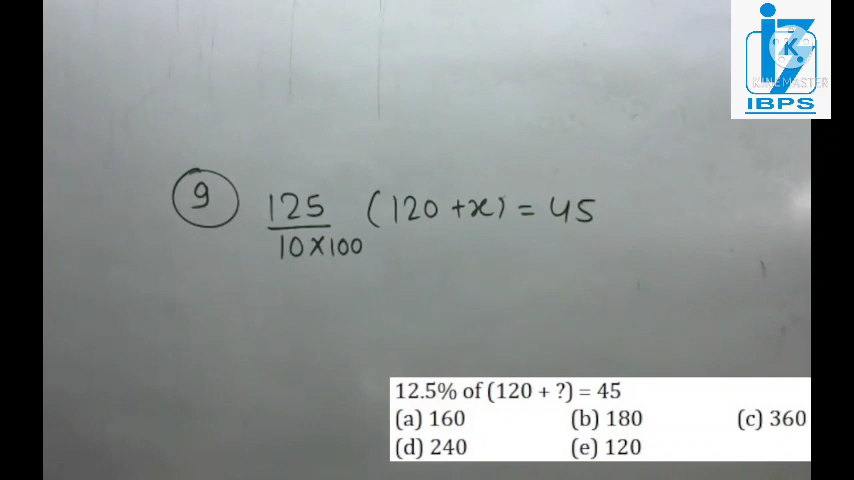 K
KINEMASTER
IBPS
9 125 (120 + x) = 45
10 × 100
12.5% of (120 + ?) = 45
(a) 160 (b) 180 (c) 360
(d) 240 (e) 120